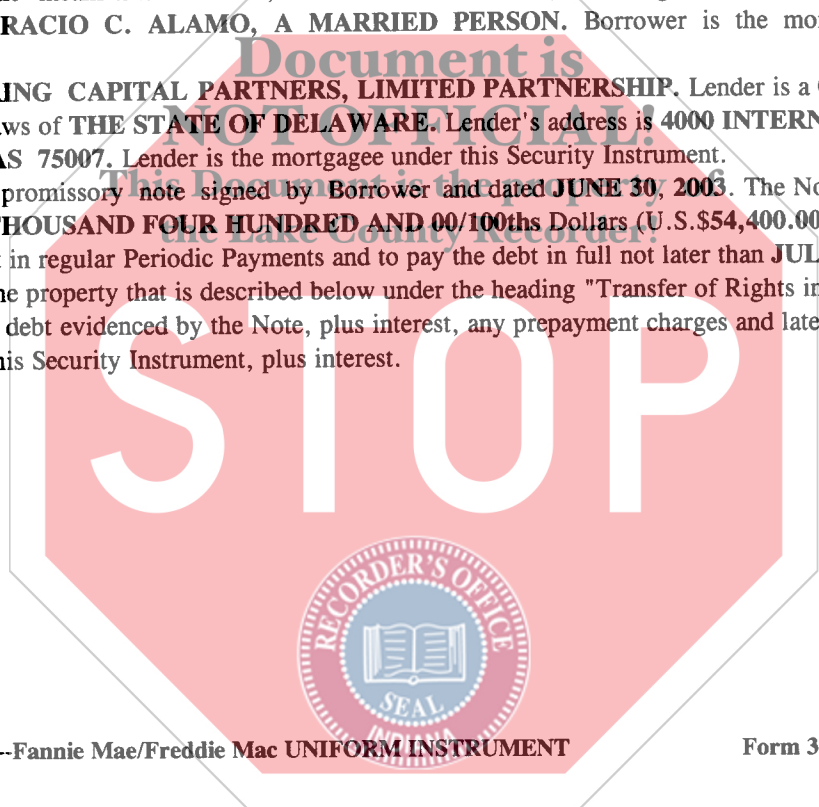 RACIO C. ALAMO, A MARRIED PERSON. Borrower is the mor
Document is
ING CAPITAL PARTNERS, LIMITED PARTNERSHIP. Lender is a
NOT OFFICIAL!
ws of THE STATE OF DELAWARE. Lender's address is 4000 INTERN
AS 75007. Lender is the mortgagee under this Security Instrument.
This Document is the property of
promissory note signed by Borrower and dated JUNE 30, 2003. The No
the Lake County Recorder!
THOUSAND FOUR HUNDRED AND 00/100ths Dollars (U.S.$54,400.00
in regular Periodic Payments and to pay the debt in full not later than JUL
ne property that is described below under the heading "Transfer of Rights in
debt evidenced by the Note, plus interest, any prepayment charges and late
his Security Instrument, plus interest.
STOP
RECORDER'S OFFICE
SEAL
INDIANA
--Fannie Mae/Freddie Mac UNIFORM INSTRUMENT Form 3